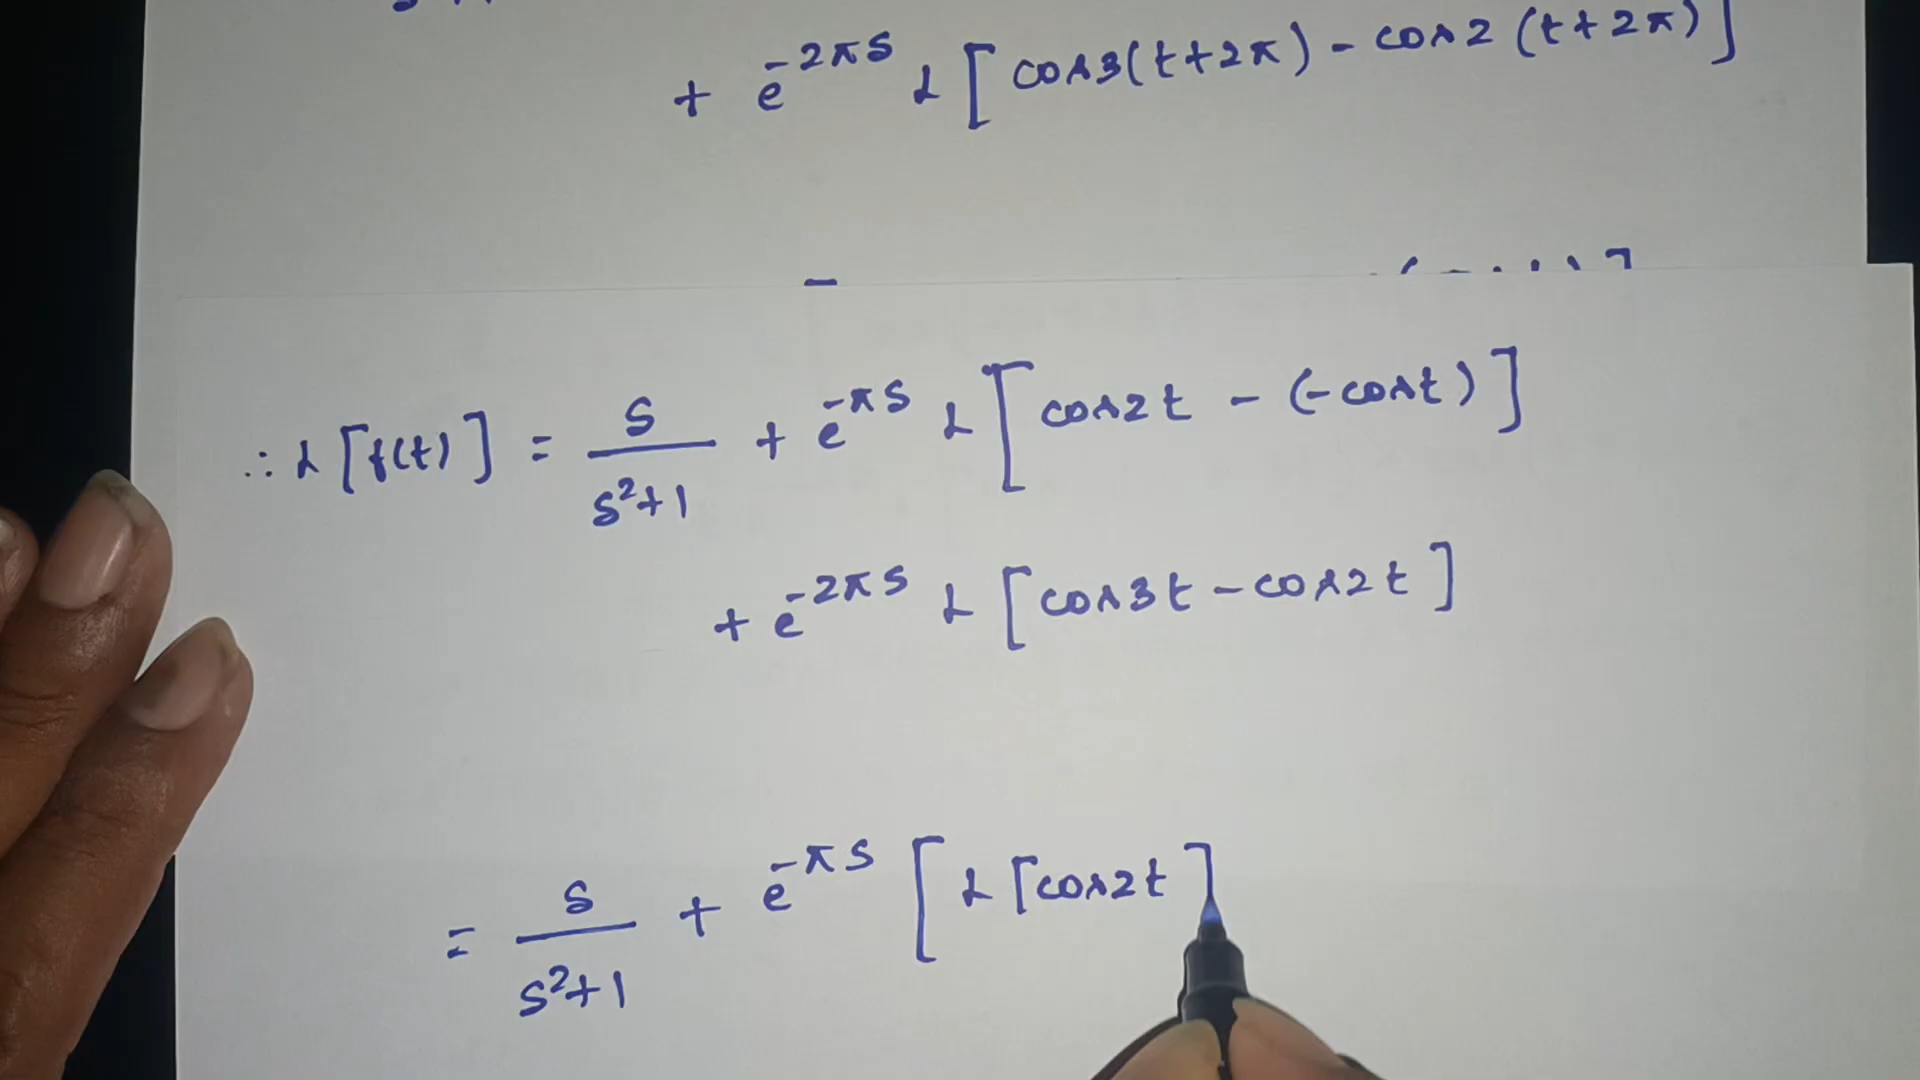 + e^{-2πs} L [cos3(t+2π) - cos2(t+2π)]
∴ L [f(t)] = s/(s²+1) + e^{-πs} L [cos2t - (-cost)]
+ e^{-2πs} L [cos3t - cos2t]
= s/(s²+1) + e^{-πs} [ L [cos2t]